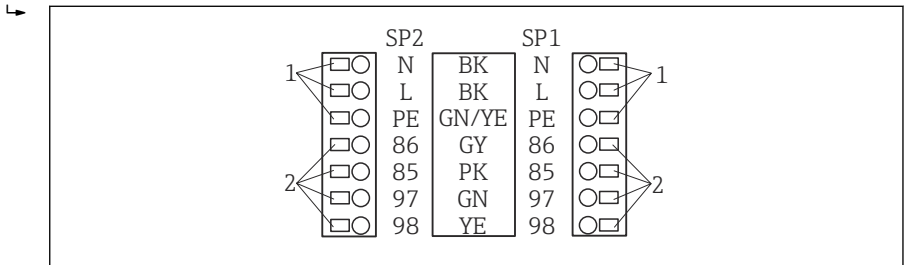 SP2 SP1
1 N BK N 1
L BK L
PE GN/YE PE
86 GY 86
2 85 PK 85 2
97 GN 97
98 YE 98